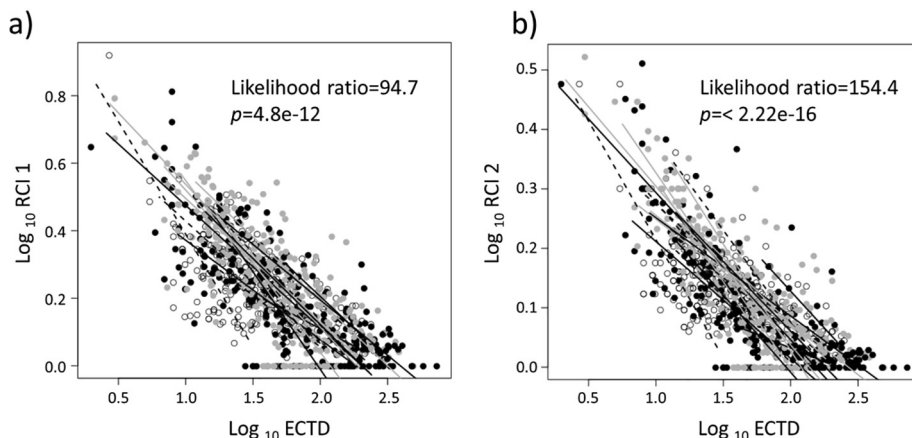 a)
Likelihood ratio=94.7
p=4.8e-12
Log 10 RCI 1
0.8
0.6
0.4
0.2
0.0
0.5 1.0 1.5 2.0 2.5
Log 10 ECTD
b)
Likelihood ratio=154.4
p=< 2.22e-16
Log 10 RCI 2
0.5
0.4
0.3
0.2
0.1
0.0
0.5 1.0 1.5 2.0 2.5
Log 10 ECTD